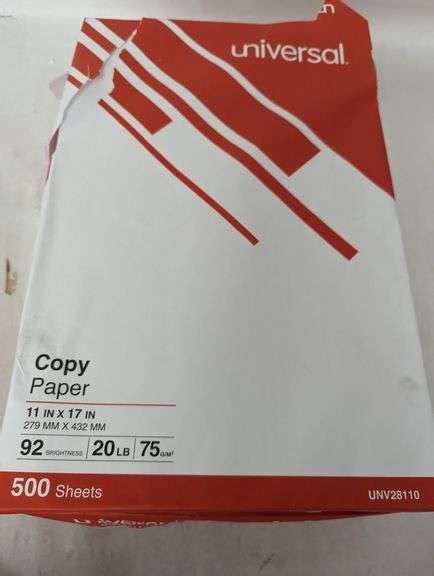 universal.
Copy
Paper
11 IN X 17 IN
279 MM X 432 MM
92 BRIGHTNESS 20 LB 75 G/M²
500 Sheets
UNV28110